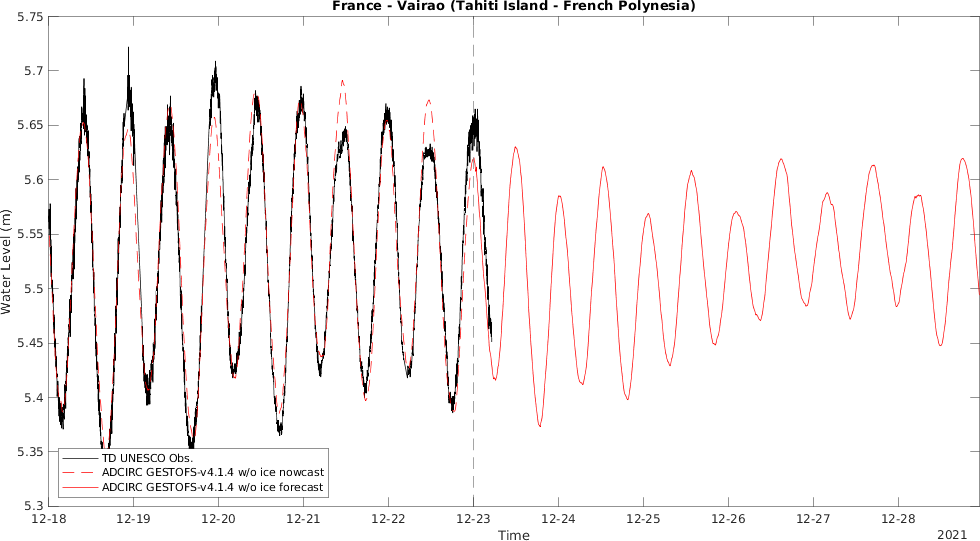 France - Vairao (Tahiti Island - French Polynesia)
5.75
5.7
5.65
5.6
5.55
5.5
5.45
5.4
5.35
5.3
Water Level (m)
TD UNESCO Obs.
ADCIRC GESTOFS-v4.1.4 w/o ice nowcast
ADCIRC GESTOFS-v4.1.4 w/o ice forecast
12-18 12-19 12-20 12-21 12-22 12-23 12-24 12-25 12-26 12-27 12-28
Time
2021